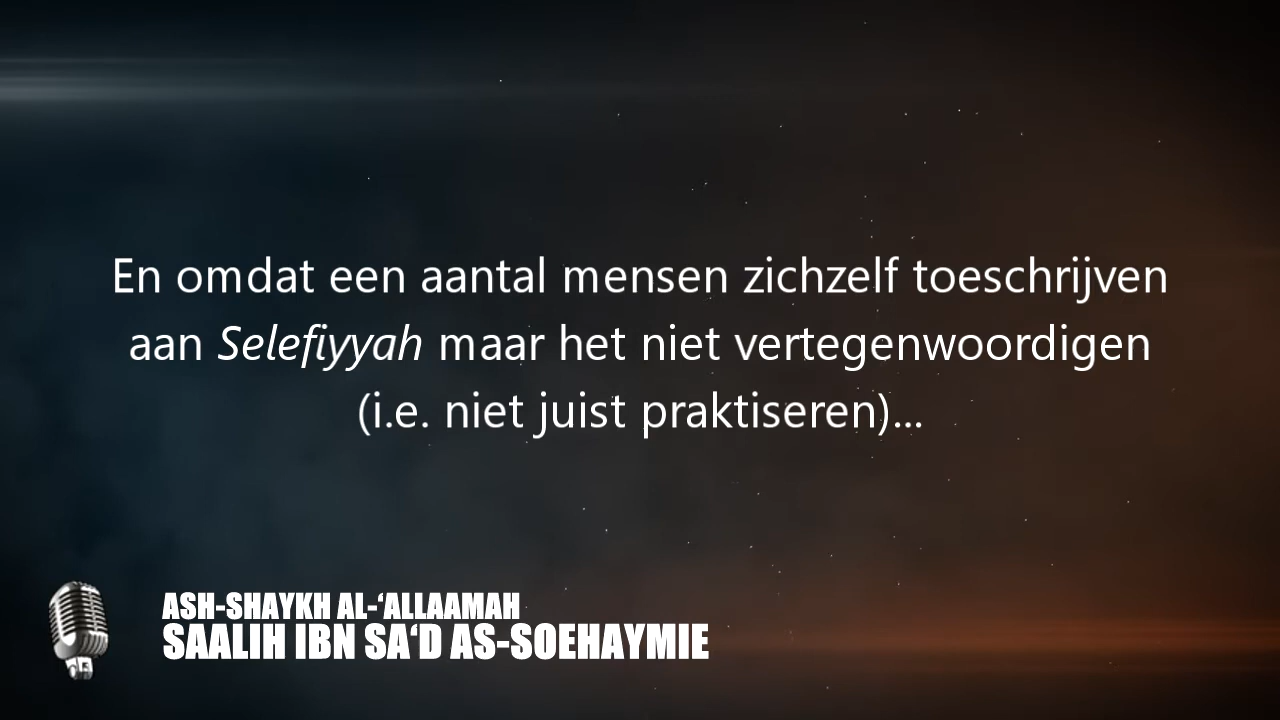 En omdat een aantal mensen zichzelf toeschrijven
aan Selefiyyah maar het niet vertegenwoordigen
(i.e. niet juist praktiseren)...
ASH-SHAYKH AL-‘ALLAAMAH
SAALIH IBN SA‘D AS-SOEHAYMIE